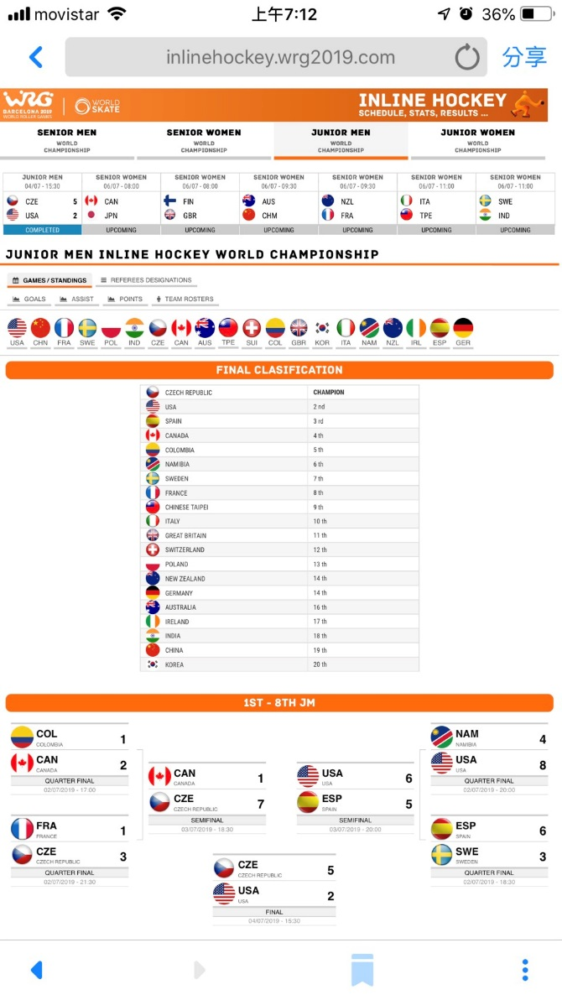 movistar 上午7:12 36%
inlinehockey.wrg2019.com 分享
WRG BARCELONA 2019 WORLD ROLLER GAMES WORLD SKATE INLINE HOCKEY
SCHEDULE, STATS, RESULTS ...
SENIOR MEN SENIOR WOMEN JUNIOR MEN JUNIOR WOMEN
WORLD CHAMPIONSHIP WORLD CHAMPIONSHIP WORLD CHAMPIONSHIP WORLD CHAMPIONSHIP
JUNIOR MEN SENIOR WOMEN SENIOR WOMEN SENIOR WOMEN SENIOR WOMEN SENIOR WOMEN SENIOR WOMEN
04/07 - 15:30 06/07 - 08:00 06/07 - 08:00 06/07 - 09:30 06/07 - 09:30 06/07 - 11:00 06/07 - 11:00
CZE 5 CAN FIN AUS NZL ITA SWE
USA 2 JPN GBR CHM FRA TPE IND
COMPLETED UPCOMING UPCOMING UPCOMING UPCOMING UPCOMING UPCOMING
JUNIOR MEN INLINE HOCKEY WORLD CHAMPIONSHIP
GAMES / STANDINGS REFEREES DESIGNATIONS
GOALS ASSIST POINTS TEAM ROSTERS
USA CHN FRA SWE POL IND CZE CAN AUS TPE SUI COL GBR KOR ITA NAM NZL IRL ESP GER
FINAL CLASIFICATION
CZECH REPUBLIC CHAMPION
USA 2 nd
SPAIN 3 rd
CANADA 4 th
COLOMBIA 5 th
NAMIBIA 6 th
SWEDEN 7 th
FRANCE 8 th
CHINESE TAIPEI 9 th
ITALY 10 th
GREAT BRITAIN 11 th
SWITZERLAND 12 th
POLAND 13 th
NEW ZEALAND 14 th
GERMANY 14 th
AUSTRALIA 16 th
IRELAND 17 th
INDIA 18 th
CHINA 19 th
KOREA 20 th
1ST - 8TH JM
COL 1
COLOMBIA
CAN 2
CANADA
QUARTER FINAL
02/07/2019 - 17:00
FRA 1
FRANCE
CZE 3
CZECH REPUBLIC
QUARTER FINAL
02/07/2019 - 21:30
CAN 1
CANADA
CZE 7
CZECH REPUBLIC
SEMIFINAL
03/07/2019 - 18:30
USA 6
USA
ESP 5
SPAIN
SEMIFINAL
03/07/2019 - 20:00
NAM 4
NAMIBIA
USA 8
USA
QUARTER FINAL
02/07/2019 - 20:00
ESP 6
SPAIN
SWE 3
SWEDEN
QUARTER FINAL
02/07/2019 - 18:30
CZE 5
CZECH REPUBLIC
USA 2
USA
FINAL
04/07/2019 - 15:30